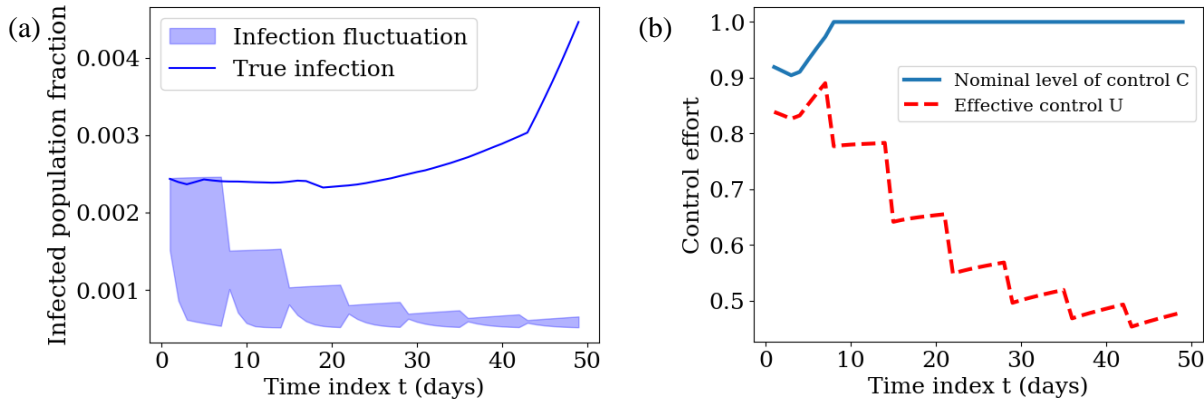 (a)
Infected population fraction
0.004
0.003
0.002
0.001
Infection fluctuation
True infection
0 10 20 30 40 50
Time index t (days)
(b)
Control effort
1.0
0.9
0.8
0.7
0.6
0.5
Nominal level of control C
Effective control U
0 10 20 30 40 50
Time index t (days)